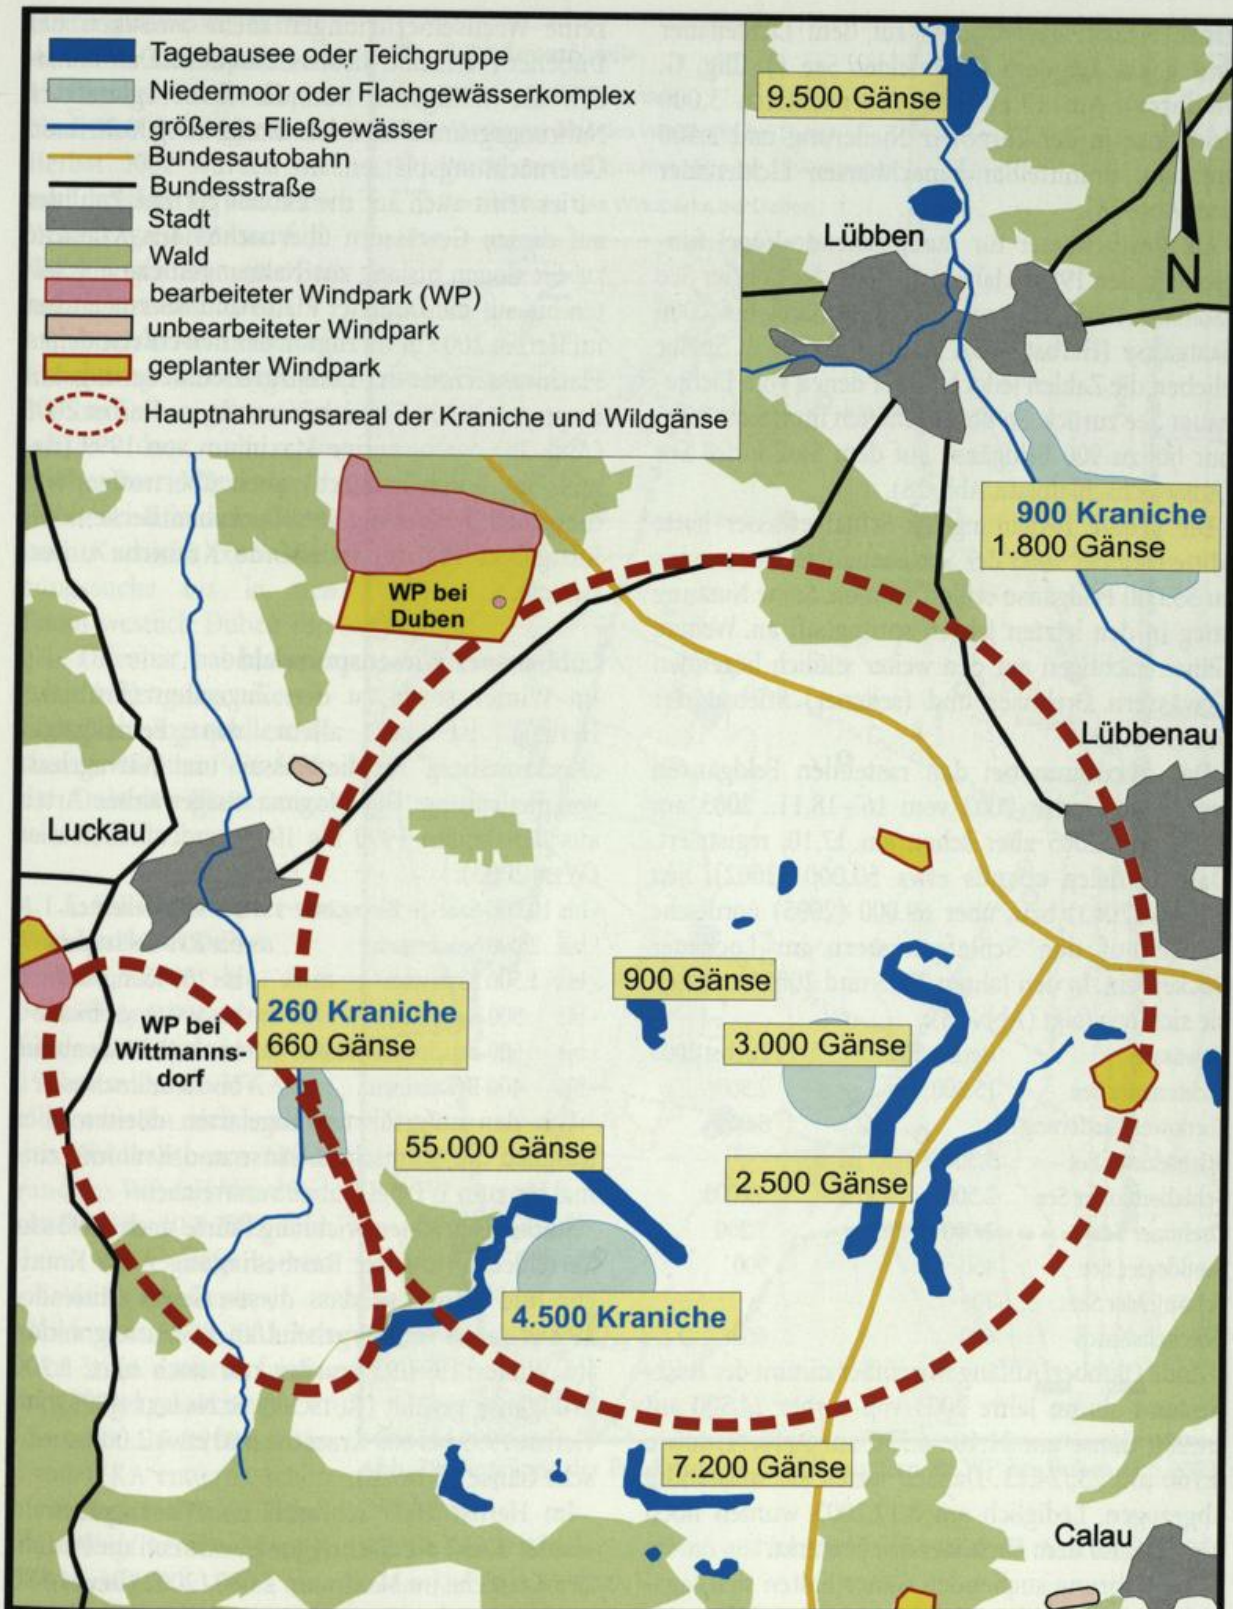 Tagebausee oder Teichgruppe
Niedermoor oder Flachgewässerkomplex
größeres Fließgewässer
Bundesautobahn
Bundesstraße
Stadt
Wald
bearbeiteter Windpark (WP)
unbearbeiteter Windpark
geplanter Windpark
Hauptnahrungsareal der Kraniche und Wildgänse
9.500 Gänse
Lübben
N
900 Kraniche
1.800 Gänse
WP bei
Duben
Lübbenau
Luckau
900 Gänse
260 Kraniche
660 Gänse
WP bei
Wittmanns-
dorf
3.000 Gänse
55.000 Gänse
2.500 Gänse
4.500 Kraniche
7.200 Gänse
Calau